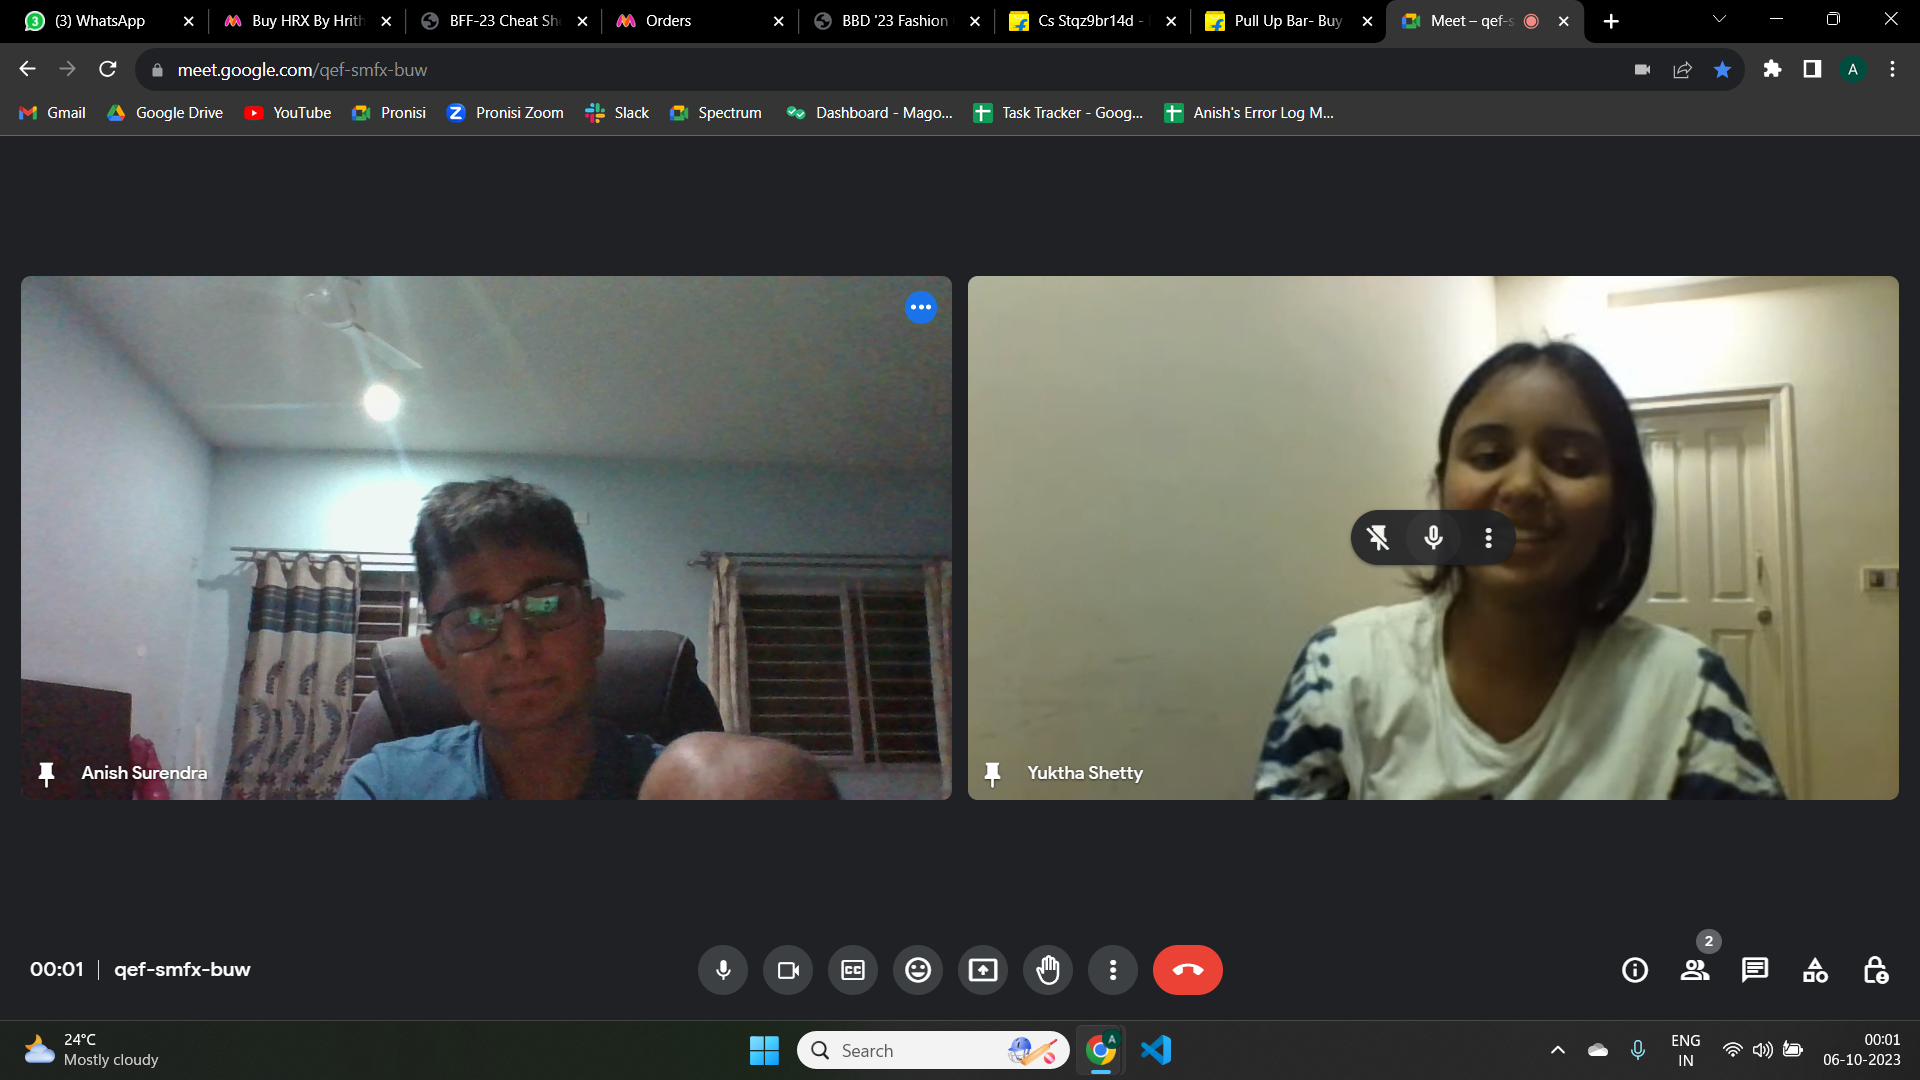 (3) WhatsApp
Buy HRX By Hrith
BFF-23 Cheat She
Orders
BBD '23 Fashion
Cs Stqz9br14d -
Pull Up Bar- Buy
Meet – qef-s
meet.google.com/qef-smfx-buw
A
Gmail
Google Drive
YouTube
Pronisi
Pronisi Zoom
Slack
Spectrum
Dashboard - Mago...
Task Tracker - Goog...
Anish's Error Log M...
Anish Surendra
Yuktha Shetty
00:01 | qef-smfx-buw
CC
2
24°C
Mostly cloudy
Search
A
ENG
IN
00:01
06-10-2023